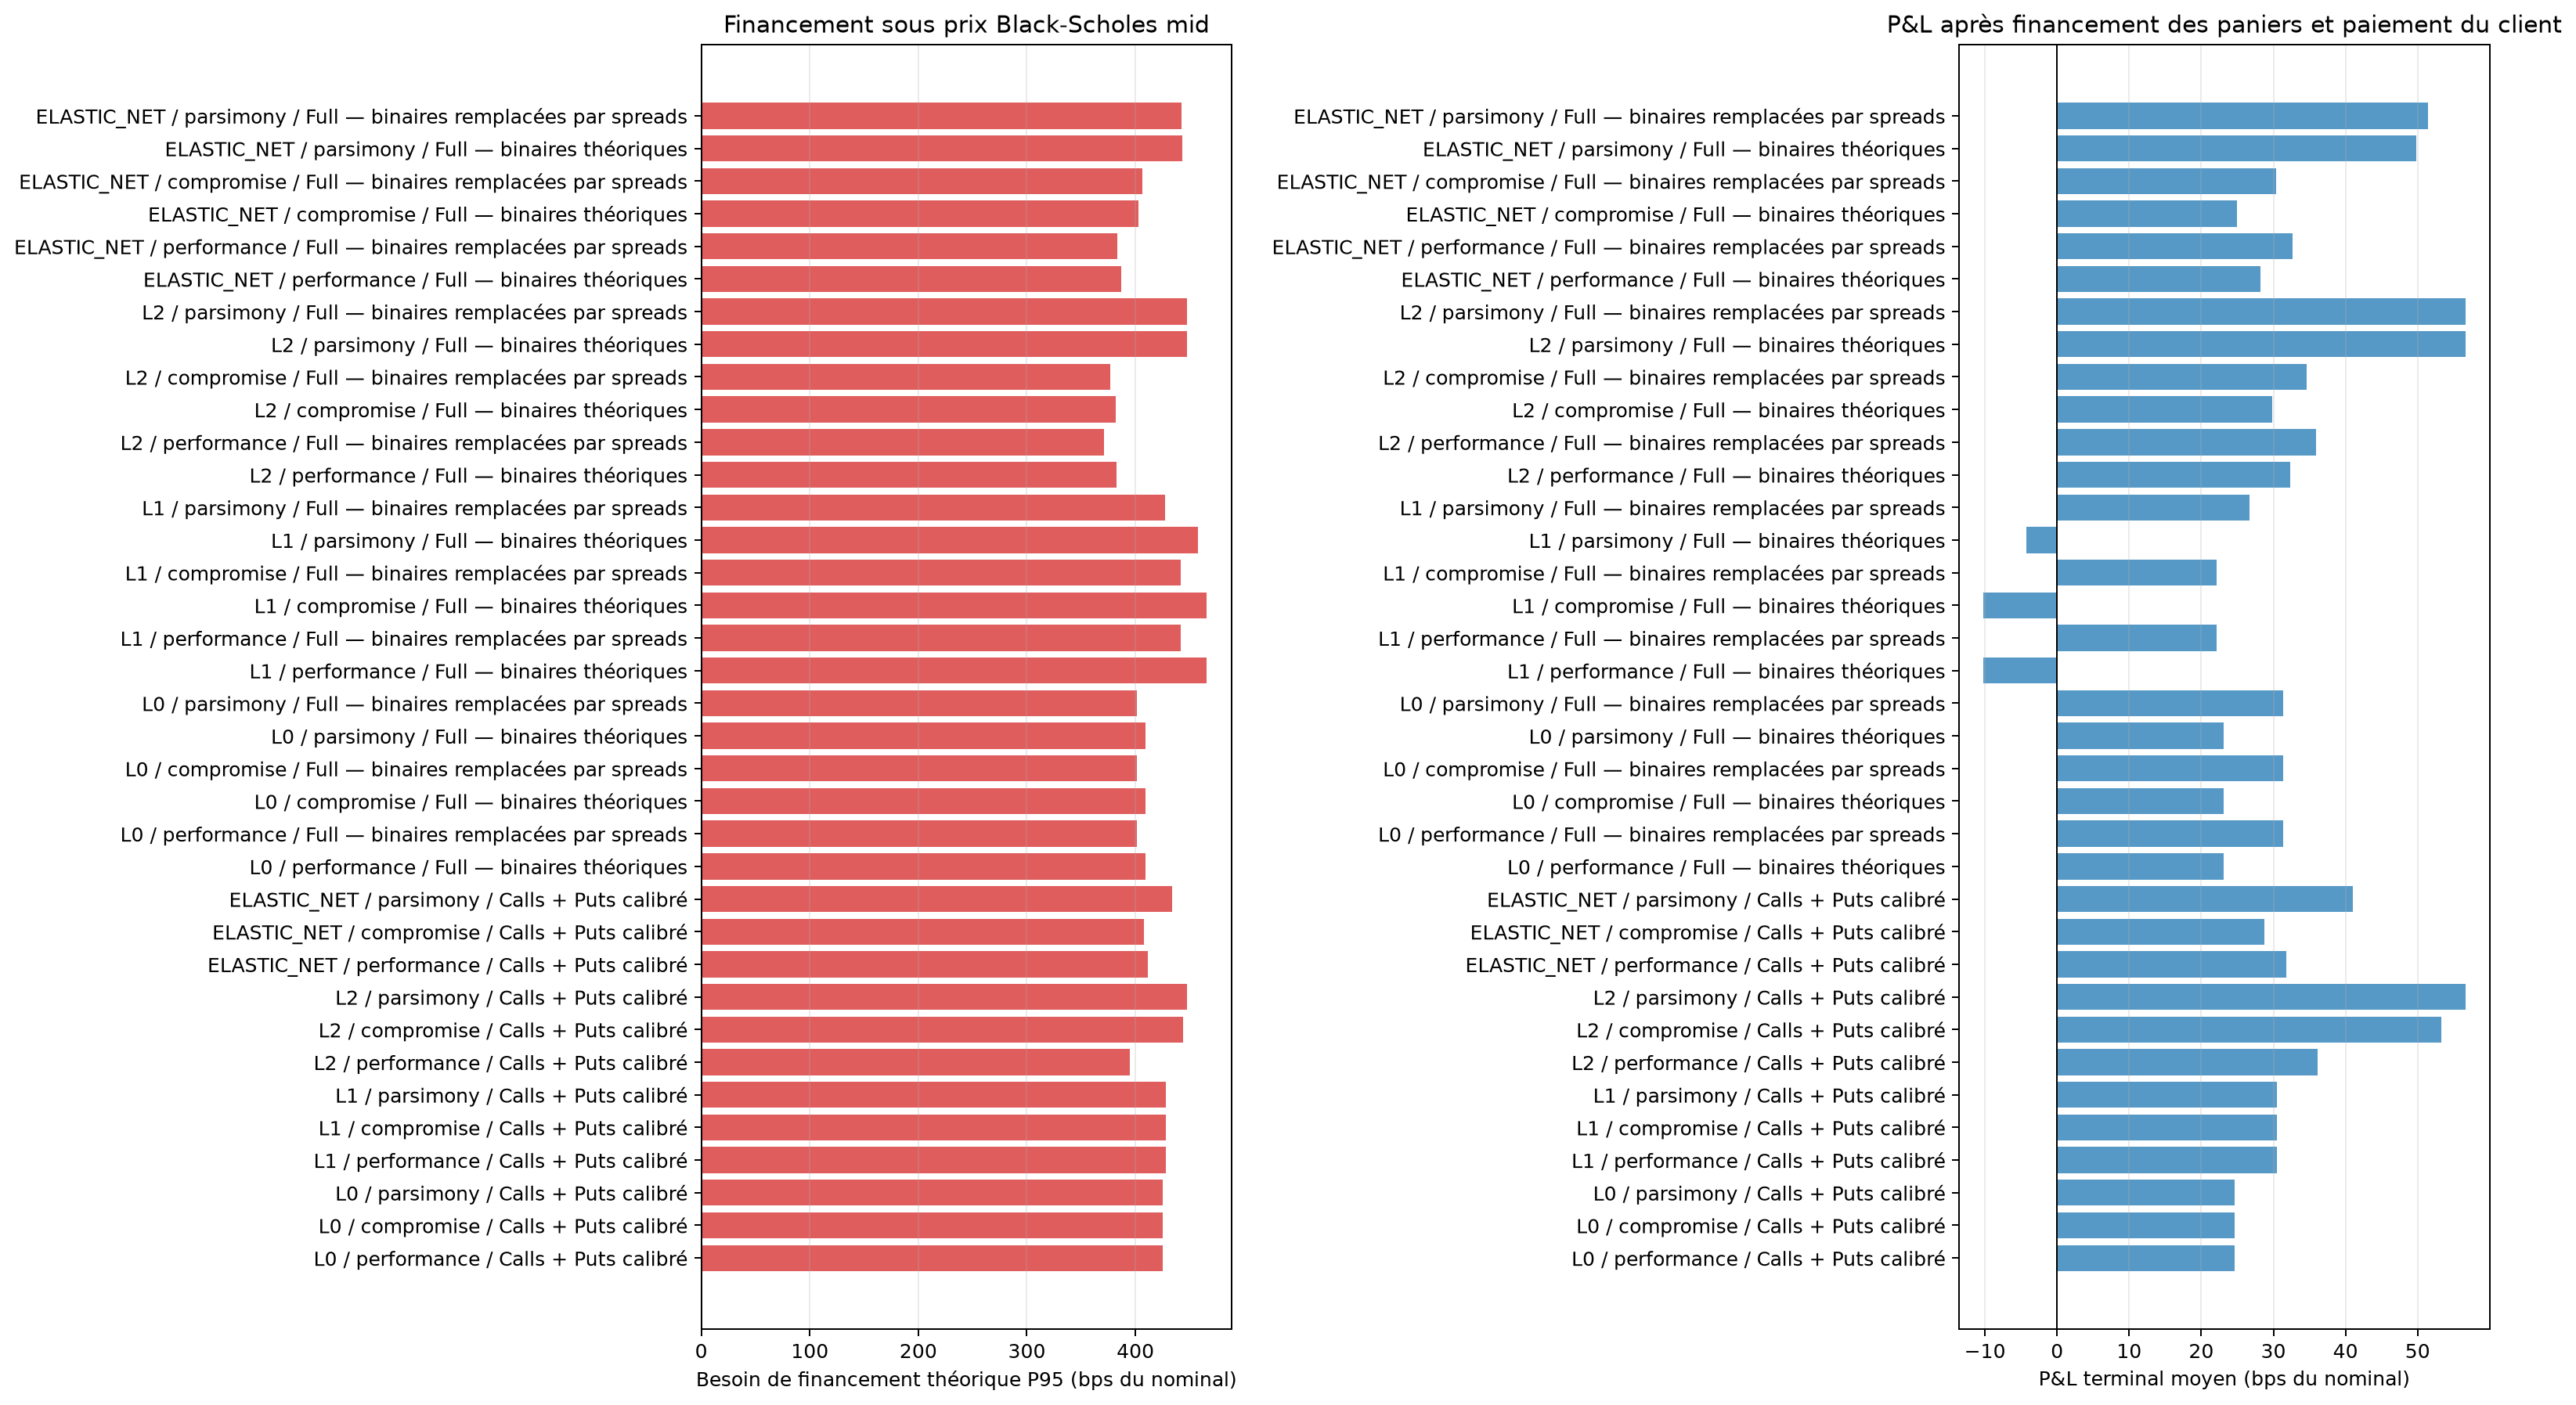 Financement sous prix Black-Scholes mid
ELASTIC_NET / parsimony / Full — binaires remplacées par spreads
ELASTIC_NET / parsimony / Full — binaires théoriques
ELASTIC_NET / compromise / Full — binaires remplacées par spreads
ELASTIC_NET / compromise / Full — binaires théoriques
ELASTIC_NET / performance / Full — binaires remplacées par spreads
ELASTIC_NET / performance / Full — binaires théoriques
L2 / parsimony / Full — binaires remplacées par spreads
L2 / parsimony / Full — binaires théoriques
L2 / compromise / Full — binaires remplacées par spreads
L2 / compromise / Full — binaires théoriques
L2 / performance / Full — binaires remplacées par spreads
L2 / performance / Full — binaires théoriques
L1 / parsimony / Full — binaires remplacées par spreads
L1 / parsimony / Full — binaires théoriques
L1 / compromise / Full — binaires remplacées par spreads
L1 / compromise / Full — binaires théoriques
L1 / performance / Full — binaires remplacées par spreads
L1 / performance / Full — binaires théoriques
L0 / parsimony / Full — binaires remplacées par spreads
L0 / parsimony / Full — binaires théoriques
L0 / compromise / Full — binaires remplacées par spreads
L0 / compromise / Full — binaires théoriques
L0 / performance / Full — binaires remplacées par spreads
L0 / performance / Full — binaires théoriques
ELASTIC_NET / parsimony / Calls + Puts calibré
ELASTIC_NET / compromise / Calls + Puts calibré
ELASTIC_NET / performance / Calls + Puts calibré
L2 / parsimony / Calls + Puts calibré
L2 / compromise / Calls + Puts calibré
L2 / performance / Calls + Puts calibré
L1 / parsimony / Calls + Puts calibré
L1 / compromise / Calls + Puts calibré
L1 / performance / Calls + Puts calibré
L0 / parsimony / Calls + Puts calibré
L0 / compromise / Calls + Puts calibré
L0 / performance / Calls + Puts calibré
0 100 200 300 400
Besoin de financement théorique P95 (bps du nominal)
P&L après financement des paniers et paiement du client
ELASTIC_NET / parsimony / Full — binaires remplacées par spreads
ELASTIC_NET / parsimony / Full — binaires théoriques
ELASTIC_NET / compromise / Full — binaires remplacées par spreads
ELASTIC_NET / compromise / Full — binaires théoriques
ELASTIC_NET / performance / Full — binaires remplacées par spreads
ELASTIC_NET / performance / Full — binaires théoriques
L2 / parsimony / Full — binaires remplacées par spreads
L2 / parsimony / Full — binaires théoriques
L2 / compromise / Full — binaires remplacées par spreads
L2 / compromise / Full — binaires théoriques
L2 / performance / Full — binaires remplacées par spreads
L2 / performance / Full — binaires théoriques
L1 / parsimony / Full — binaires remplacées par spreads
L1 / parsimony / Full — binaires théoriques
L1 / compromise / Full — binaires remplacées par spreads
L1 / compromise / Full — binaires théoriques
L1 / performance / Full — binaires remplacées par spreads
L1 / performance / Full — binaires théoriques
L0 / parsimony / Full — binaires remplacées par spreads
L0 / parsimony / Full — binaires théoriques
L0 / compromise / Full — binaires remplacées par spreads
L0 / compromise / Full — binaires théoriques
L0 / performance / Full — binaires remplacées par spreads
L0 / performance / Full — binaires théoriques
ELASTIC_NET / parsimony / Calls + Puts calibré
ELASTIC_NET / compromise / Calls + Puts calibré
ELASTIC_NET / performance / Calls + Puts calibré
L2 / parsimony / Calls + Puts calibré
L2 / compromise / Calls + Puts calibré
L2 / performance / Calls + Puts calibré
L1 / parsimony / Calls + Puts calibré
L1 / compromise / Calls + Puts calibré
L1 / performance / Calls + Puts calibré
L0 / parsimony / Calls + Puts calibré
L0 / compromise / Calls + Puts calibré
L0 / performance / Calls + Puts calibré
−10 0 10 20 30 40 50
P&L terminal moyen (bps du nominal)